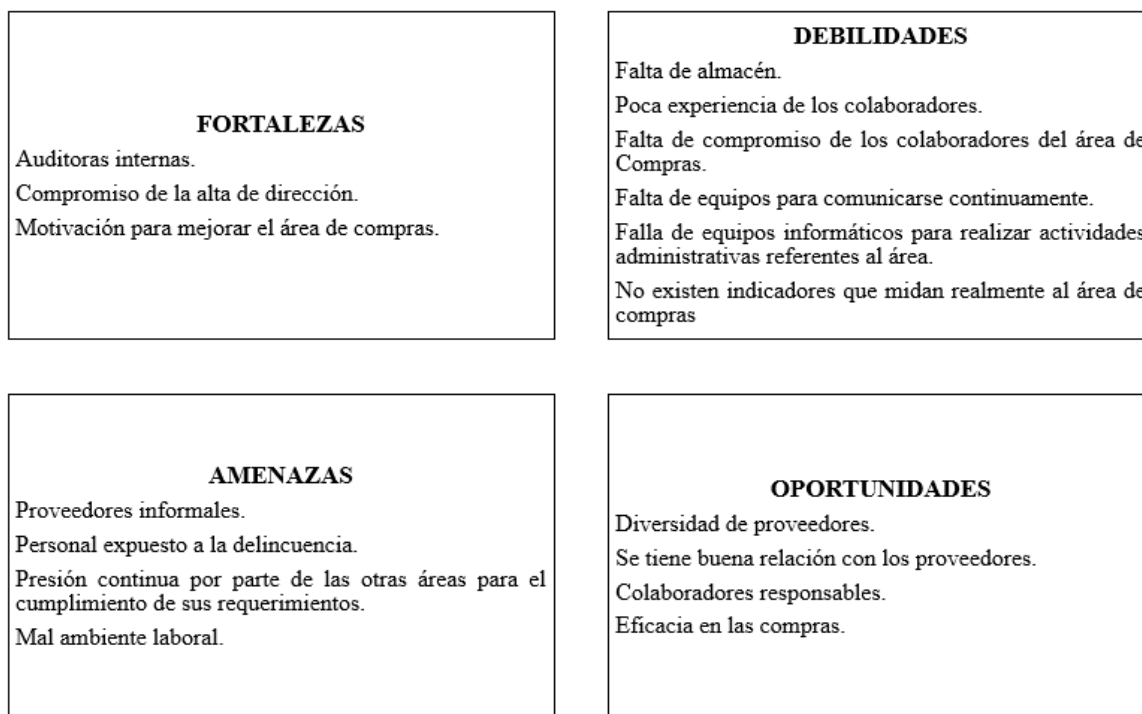 FORTALEZAS
Auditoras internas.
Compromiso de la alta de dirección.
Motivación para mejorar el área de compras.
DEBILIDADES
Falta de almacén.
Poca experiencia de los colaboradores.
Falta de compromiso de los colaboradores del área de
Compras.
Falta de equipos para comunicarse continuamente.
Falla de equipos informáticos para realizar actividades
administrativas referentes al área.
No existen indicadores que midan realmente al área de
compras
AMENAZAS
Proveedores informales.
Personal expuesto a la delincuencia.
Presión continua por parte de las otras áreas para el
cumplimiento de sus requerimientos.
Mal ambiente laboral.
OPORTUNIDADES
Diversidad de proveedores.
Se tiene buena relación con los proveedores.
Colaboradores responsables.
Eficacia en las compras.